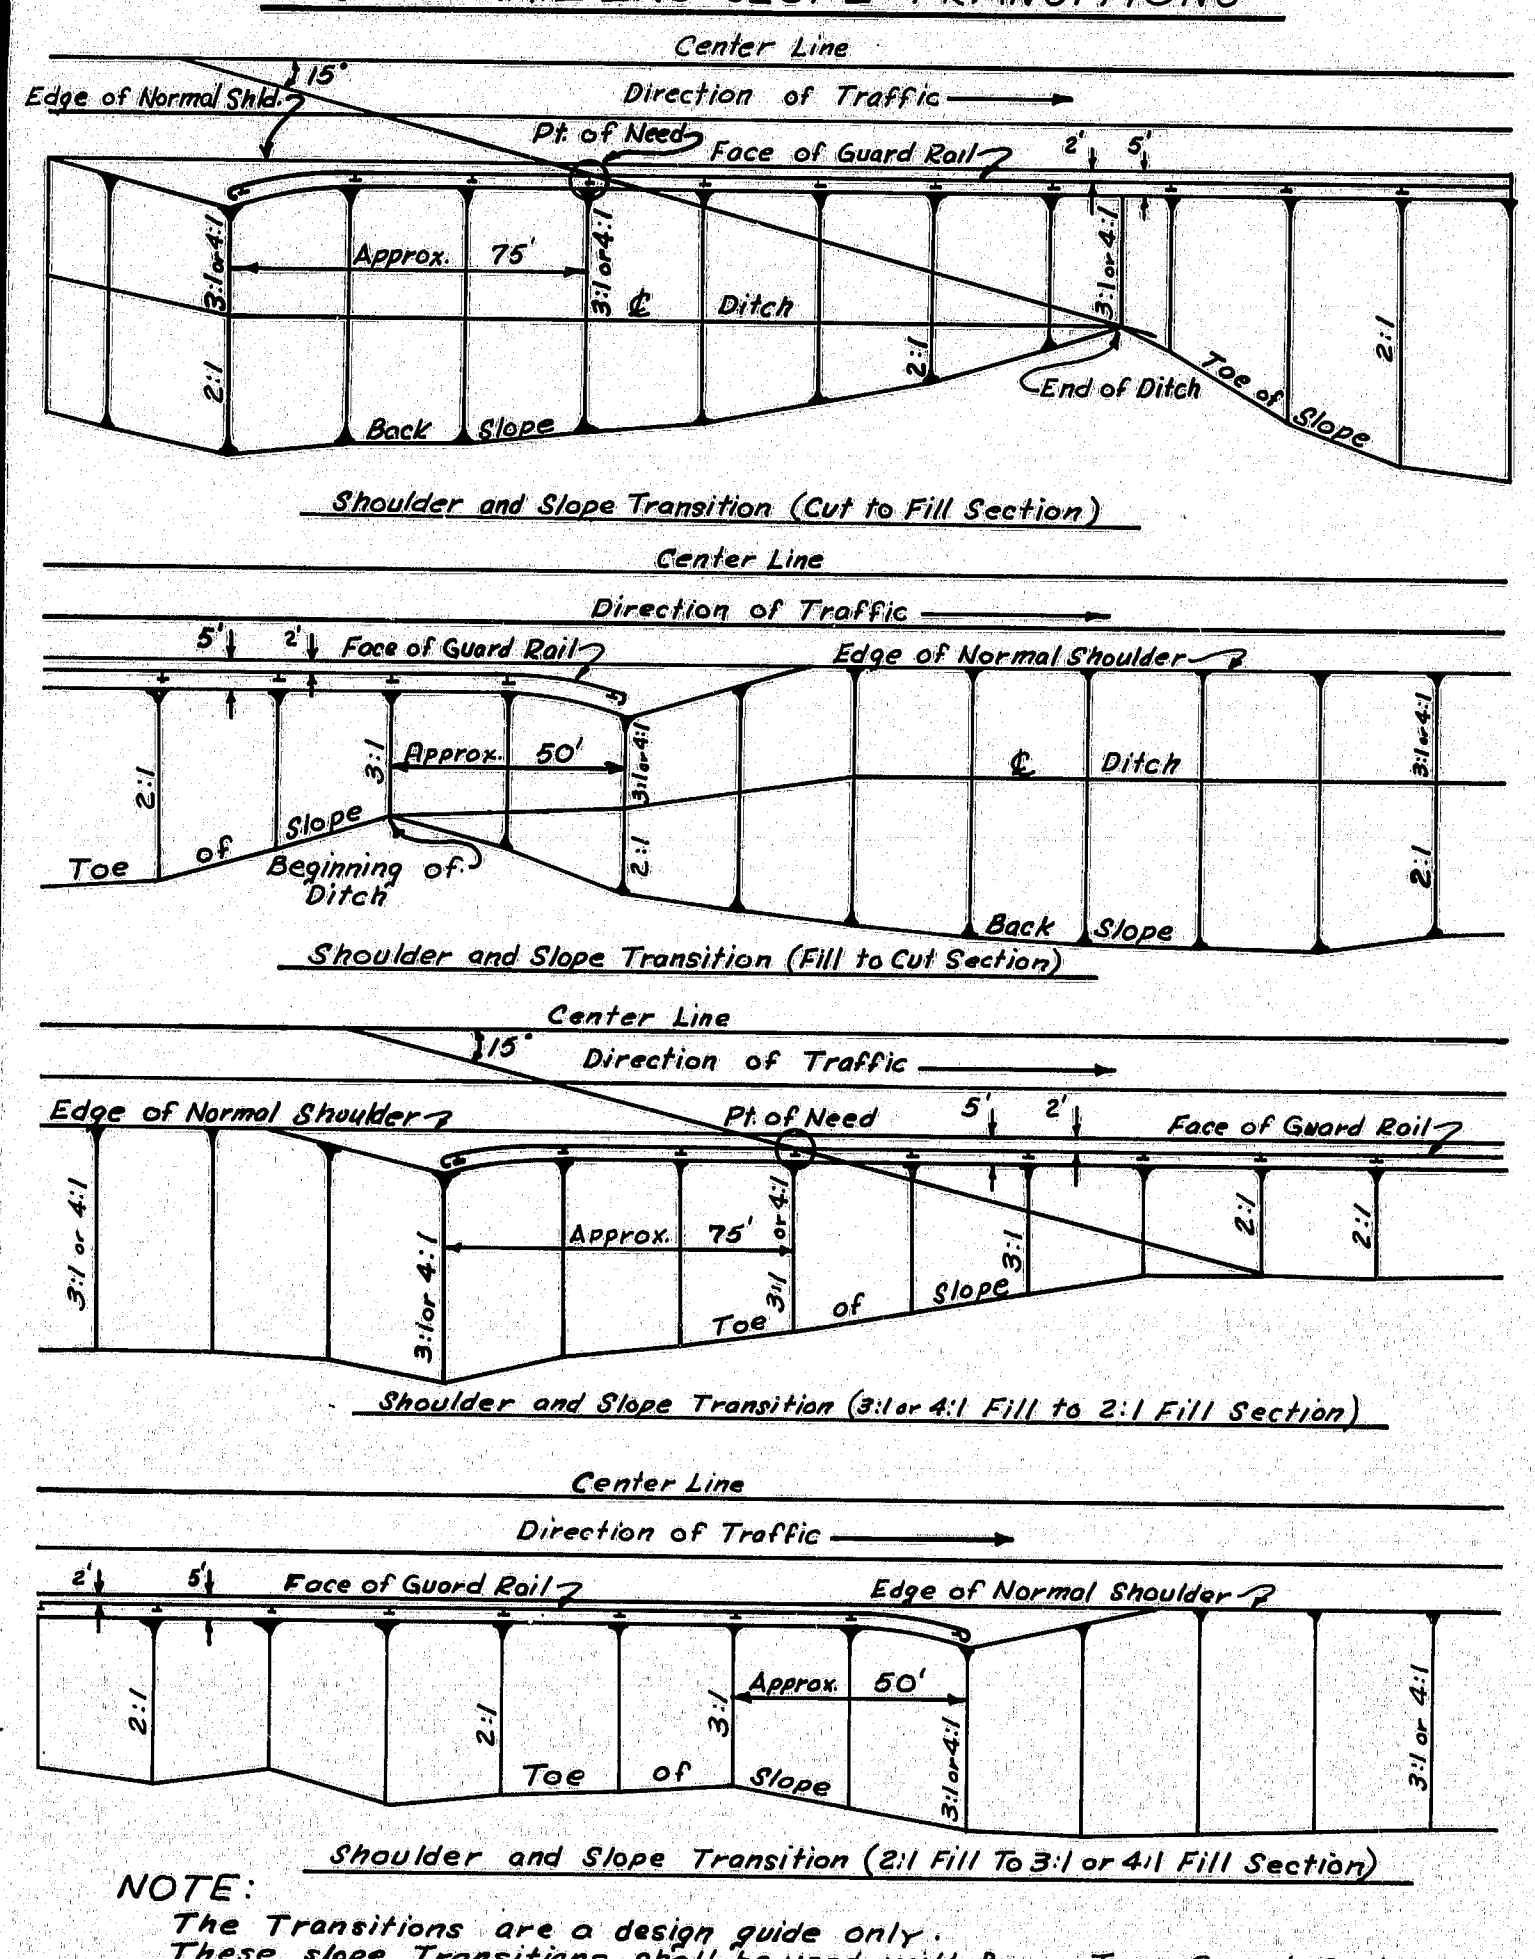 SLOPE TRANSITIONS
Center Line
15°
Edge of Normal Shld.
Direction of Traffic
Pt. of Need
Face of Guard Rail
2'
5'
3:1 or 4:1
Approx. 75'
3:1 or 4:1
℄ Ditch
3:1 or 4:1
2:1
2:1
2:1
End of Ditch
Toe of Slope
Back Slope
Shoulder and Slope Transition (Cut to Fill Section)
Center Line
Direction of Traffic
5'
2'
Face of Guard Rail
Edge of Normal Shoulder
2:1
3:1
Approx. 50'
3:1 or 4:1
℄ Ditch
3:1 or 4:1
Toe of Slope
Beginning of
Ditch
2:1
2:1
Back Slope
Shoulder and Slope Transition (Fill to Cut Section)
Center Line
15°
Direction of Traffic
Edge of Normal Shoulder
Pt. of Need
5'
2'
Face of Guard Rail
3:1 or 4:1
3:1 or 4:1
Approx. 75'
3:1 or 4:1
3:1
2:1
2:1
Toe of Slope
Shoulder and Slope Transition (3:1 or 4:1 Fill to 2:1 Fill Section)
Center Line
Direction of Traffic
2'
5'
Face of Guard Rail
Edge of Normal Shoulder
2:1
2:1
3:1
Approx. 50'
3:1 or 4:1
3:1 or 4:1
Toe of Slope
Shoulder and Slope Transition (2:1 Fill To 3:1 or 4:1 Fill Section)
NOTE:
The Transitions are a design guide only.
These slope Transitions shall be used